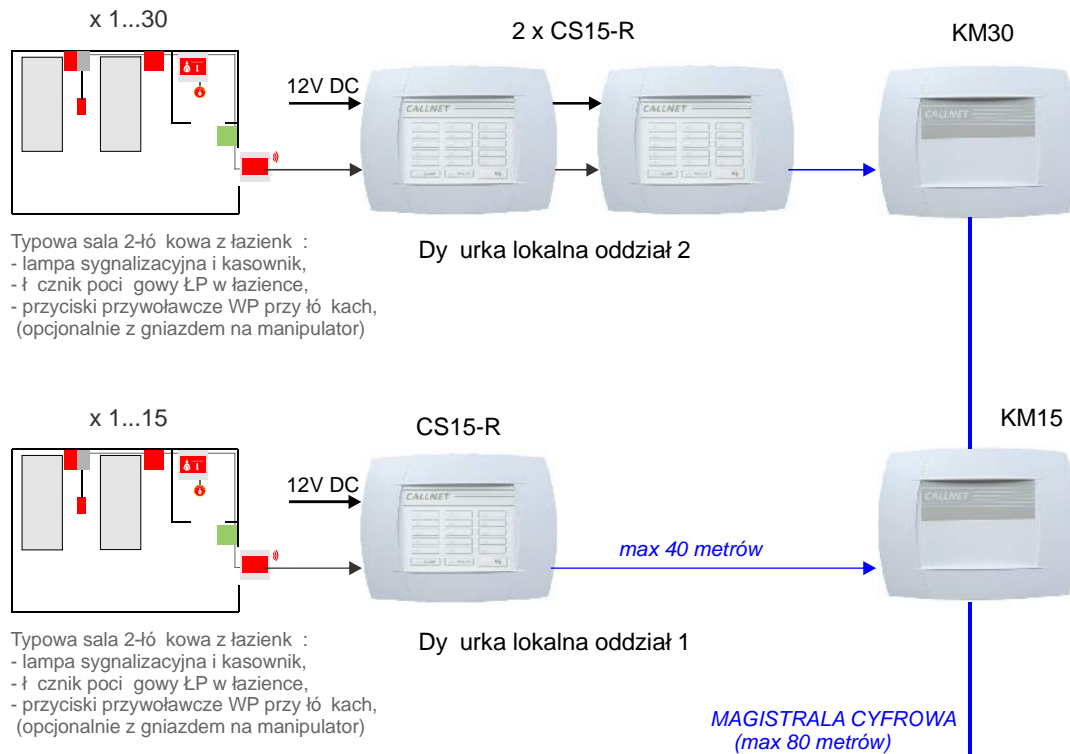 x 1...30
2 x CS15-R
KM30
12V DC
CALLNET
CALLNET
CALLNET
Typowa sala 2-łó kowa z łazienk :
- lampa sygnalizacyjna i kasownik,
- ł cznik poci gowy ŁP w łazience,
- przyciski przywoławcze WP przy łó kach,
(opcjonalnie z gniazdem na manipulator)
Dy urka lokalna oddział 2
x 1...15
CS15-R
KM15
12V DC
CALLNET
CALLNET
max 40 metrów
Typowa sala 2-łó kowa z łazienk :
- lampa sygnalizacyjna i kasownik,
- ł cznik poci gowy ŁP w łazience,
- przyciski przywoławcze WP przy łó kach,
(opcjonalnie z gniazdem na manipulator)
Dy urka lokalna oddział 1
MAGISTRALA CYFROWA
(max 80 metrów)